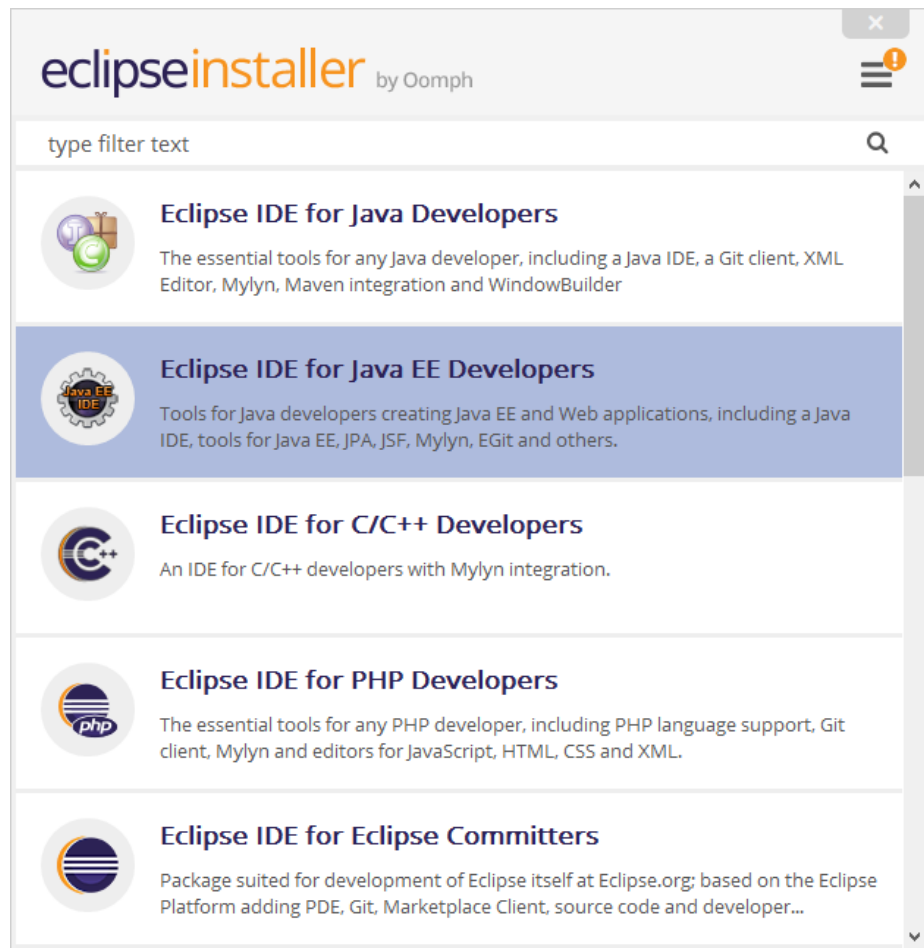 eclipseinstaller by Oomph
type filter text
Eclipse IDE for Java Developers
The essential tools for any Java developer, including a Java IDE, a Git client, XML
Editor, Mylyn, Maven integration and WindowBuilder
Java EE
IDE
Eclipse IDE for Java EE Developers
Tools for Java developers creating Java EE and Web applications, including a Java
IDE, tools for Java EE, JPA, JSF, Mylyn, EGit and others.
C++
Eclipse IDE for C/C++ Developers
An IDE for C/C++ developers with Mylyn integration.
php
Eclipse IDE for PHP Developers
The essential tools for any PHP developer, including PHP language support, Git
client, Mylyn and editors for JavaScript, HTML, CSS and XML.
Eclipse IDE for Eclipse Committers
Package suited for development of Eclipse itself at Eclipse.org; based on the Eclipse
Platform adding PDE, Git, Marketplace Client, source code and developer...